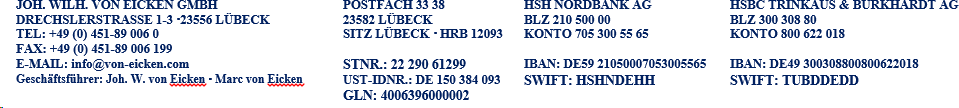 JOH. WILH. VON EICKEN GMBH
DRECHSLERSTRASSE 1-3 ·23556 LÜBECK
TEL: +49 (0) 451-89 006 0
FAX: +49 (0) 451-89 006 199
E-MAIL: info@von-eicken.com
Geschäftsführer: Joh. W. von Eicken · Marc von Eicken
POSTFACH 33 38
23582 LÜBECK
SITZ LÜBECK · HRB 12093
STNR.: 22 290 61299
UST-IDNR.: DE 150 384 093
GLN: 4006396000002
HSH NORDBANK AG
BLZ 210 500 00
KONTO 705 300 55 65
IBAN: DE59 21050007053005565
SWIFT: HSHNDEHH
HSBC TRINKAUS & BURKHARDT AG
BLZ 300 308 80
KONTO 800 622 018
IBAN: DE49 300308800800622018
SWIFT: TUBDDEDD